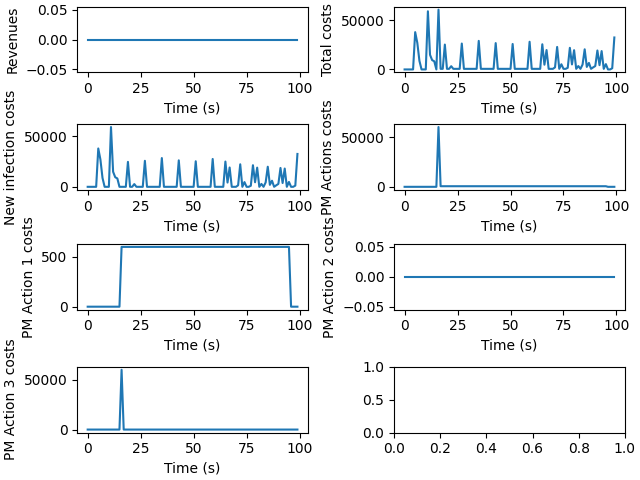 Revenues
0.05
0.00
−0.05
0 25 50 75 100
Time (s)
Total costs
50000
0
0 25 50 75 100
Time (s)
New infection costs
50000
0
0 25 50 75 100
Time (s)
PM Actions costs
50000
0
0 25 50 75 100
Time (s)
PM Action 1 costs
500
0
0 25 50 75 100
Time (s)
PM Action 2 costs
0.05
0.00
−0.05
0 25 50 75 100
Time (s)
PM Action 3 costs
50000
0
0 25 50 75 100
Time (s)
1.0
0.5
0.0
0.0 0.2 0.4 0.6 0.8 1.0